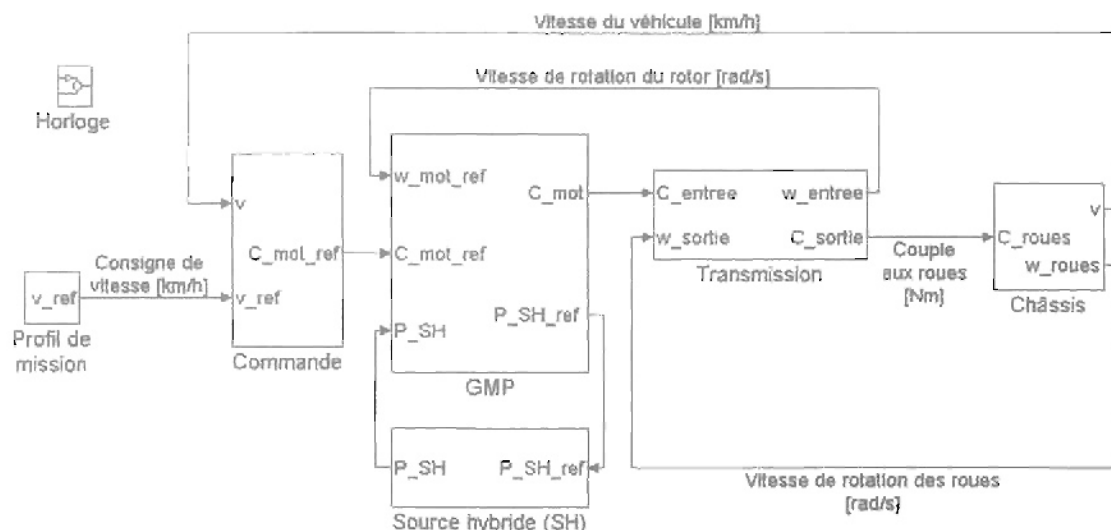 Vitesse du véhicule [km/h]
Vitesse de rotation du rotor [rad/s]
Horloge
w_mot_ref
C_mot
C_entree
w_entree
v
w_sortie
C_sortie
v
C_mot_ref
C_mot_ref
C_roues
Consigne de
vitesse [km/h]
Transmission
Couple
aux roues
[Nm]
w_roues
v_ref
v_ref
P_SH_ref
Châssis
Profil de
mission
P_SH
Commande
GMP
P_SH
P_SH_ref
Vitesse de rotation des roues
[rad/s]
Source hybride (SH)